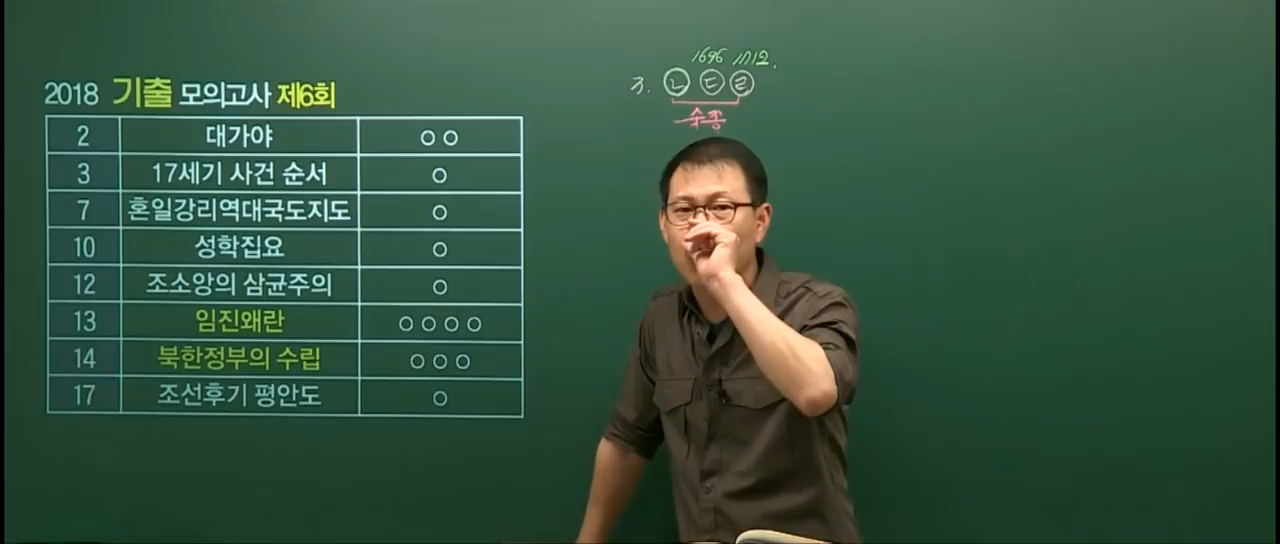 2018 기출 모의고사 제6회
2 대가야 ○ ○
3 17세기 사건 순서 ○
7 혼일강리역대국도지도 ○
10 성학집요 ○
12 조소앙의 삼균주의 ○
13 임진왜란 ○ ○ ○ ○
14 북한정부의 수립 ○ ○ ○
17 조선후기 평안도 ○
1696 1712.
3. ㉡ ㉢ ㉣
숙종